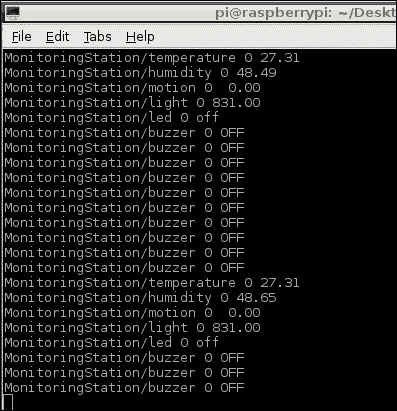 pi@raspberrypi: ~/Deskt
File Edit Tabs Help
MonitoringStation/temperature 0 27.31
MonitoringStation/humidity 0 48.49
MonitoringStation/motion 0  0.00
MonitoringStation/light 0 831.00
MonitoringStation/led 0 off
MonitoringStation/buzzer 0 OFF
MonitoringStation/buzzer 0 OFF
MonitoringStation/buzzer 0 OFF
MonitoringStation/buzzer 0 OFF
MonitoringStation/buzzer 0 OFF
MonitoringStation/buzzer 0 OFF
MonitoringStation/buzzer 0 OFF
MonitoringStation/buzzer 0 OFF
MonitoringStation/buzzer 0 OFF
MonitoringStation/buzzer 0 OFF
MonitoringStation/temperature 0 27.31
MonitoringStation/humidity 0 48.65
MonitoringStation/motion 0  0.00
MonitoringStation/light 0 831.00
MonitoringStation/led 0 off
MonitoringStation/buzzer 0 OFF
MonitoringStation/buzzer 0 OFF
MonitoringStation/buzzer 0 OFF